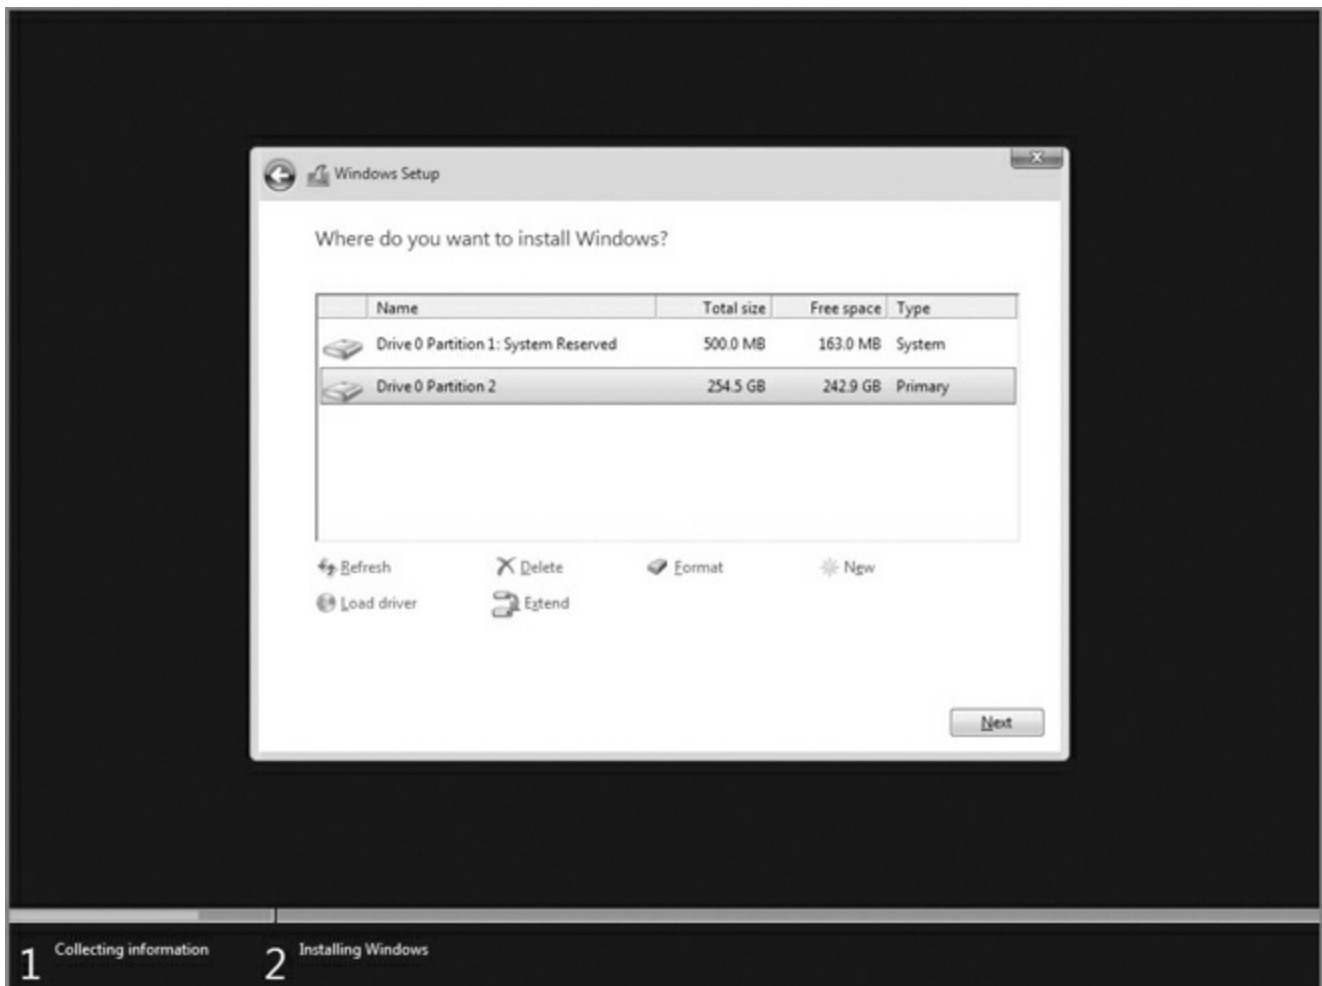 Windows Setup
x
Where do you want to install Windows?
Name Total size Free space Type
Drive 0 Partition 1: System Reserved 500.0 MB 163.0 MB System
Drive 0 Partition 2 254.5 GB 242.9 GB Primary
Refresh Delete Format New
Load driver Extend
Next
1 Collecting information 2 Installing Windows